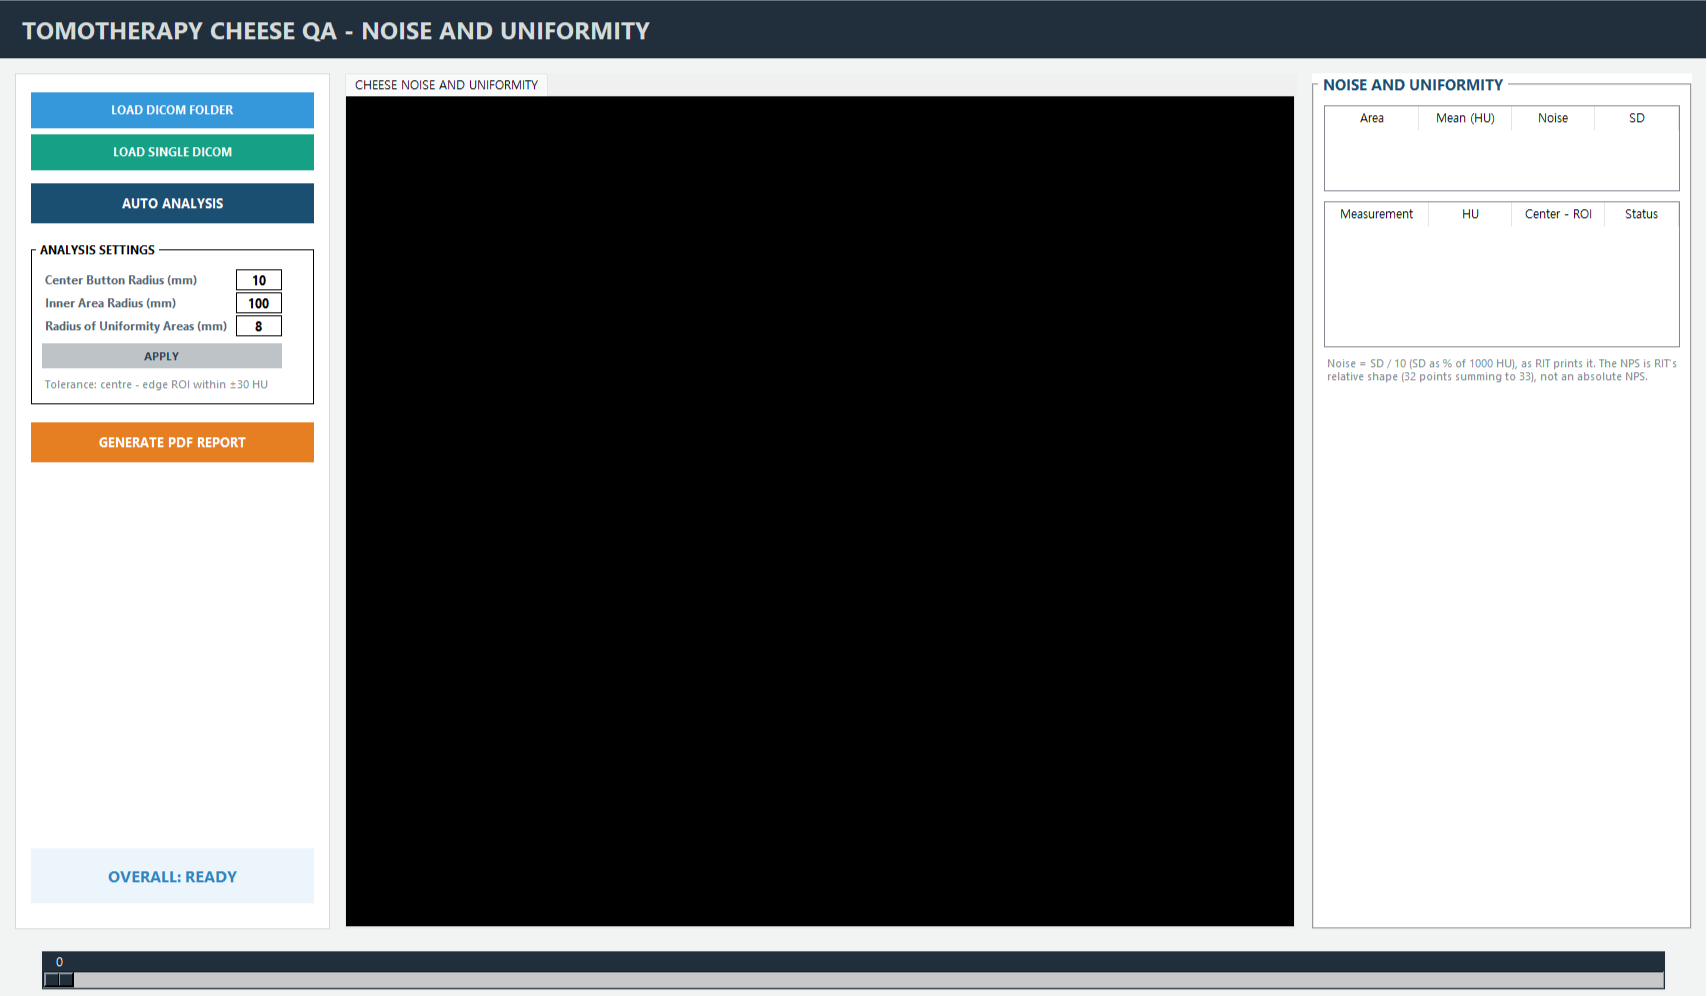 TOMOTHERAPY CHEESE QA - NOISE AND UNIFORMITY
LOAD DICOM FOLDER
LOAD SINGLE DICOM
AUTO ANALYSIS
ANALYSIS SETTINGS
Center Button Radius (mm) 10
Inner Area Radius (mm) 100
Radius of Uniformity Areas (mm) 8
APPLY
Tolerance: centre - edge ROI within ±30 HU
GENERATE PDF REPORT
OVERALL: READY
CHEESE NOISE AND UNIFORMITY
NOISE AND UNIFORMITY
Area Mean (HU) Noise SD
Measurement HU Center - ROI Status
Noise = SD / 10 (SD as % of 1000 HU), as RIT prints it. The NPS is RIT's
relative shape (32 points summing to 33), not an absolute NPS.
0